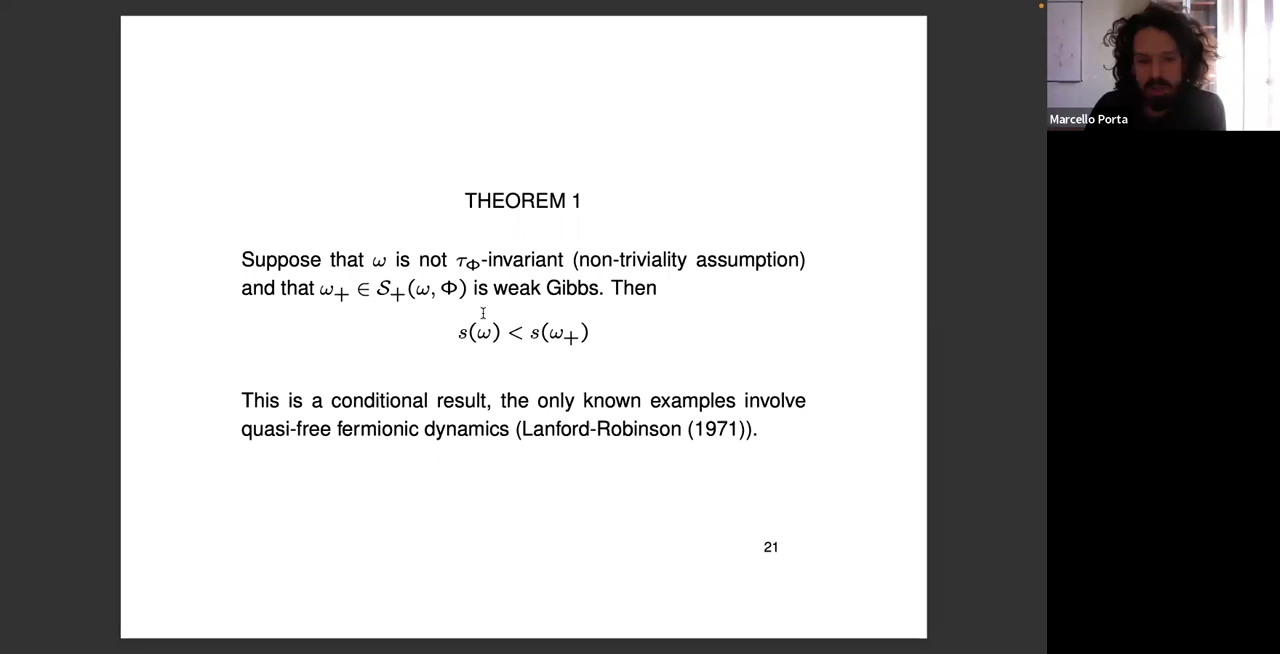 THEOREM 1
Suppose that ω is not τ_Φ-invariant (non-triviality assumption)
and that ω₊ ∈ 𝒮₊(ω, Φ) is weak Gibbs. Then
s(ω) < s(ω₊)
This is a conditional result, the only known examples involve
quasi-free fermionic dynamics (Lanford-Robinson (1971)).
21
Marcello Porta